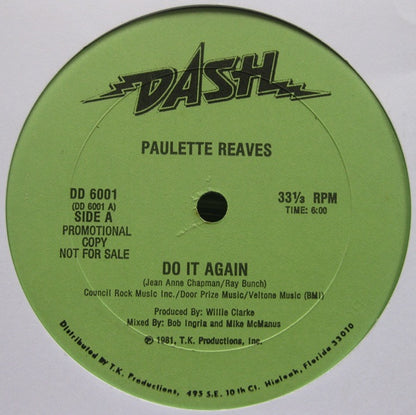 DASH
PAULETTE REAVES
DD 6001
(DD 6001 A)
SIDE A
PROMOTIONAL
COPY
NOT FOR SALE
33⅓ RPM
TIME: 6:00
DO IT AGAIN
(Jean Anne Chapman/Ray Bunch)
Council Rock Music Inc./Door Prize Music/Veltone Music (BMI)
Produced By: Willie Clarke
Mixed By: Bob Ingria and Mike McManus
℗ 1981, T.K. Productions, Inc.
Distributed by T.K. Productions, 495 S.E. 10th Ct. Hialeah, Florida 33010